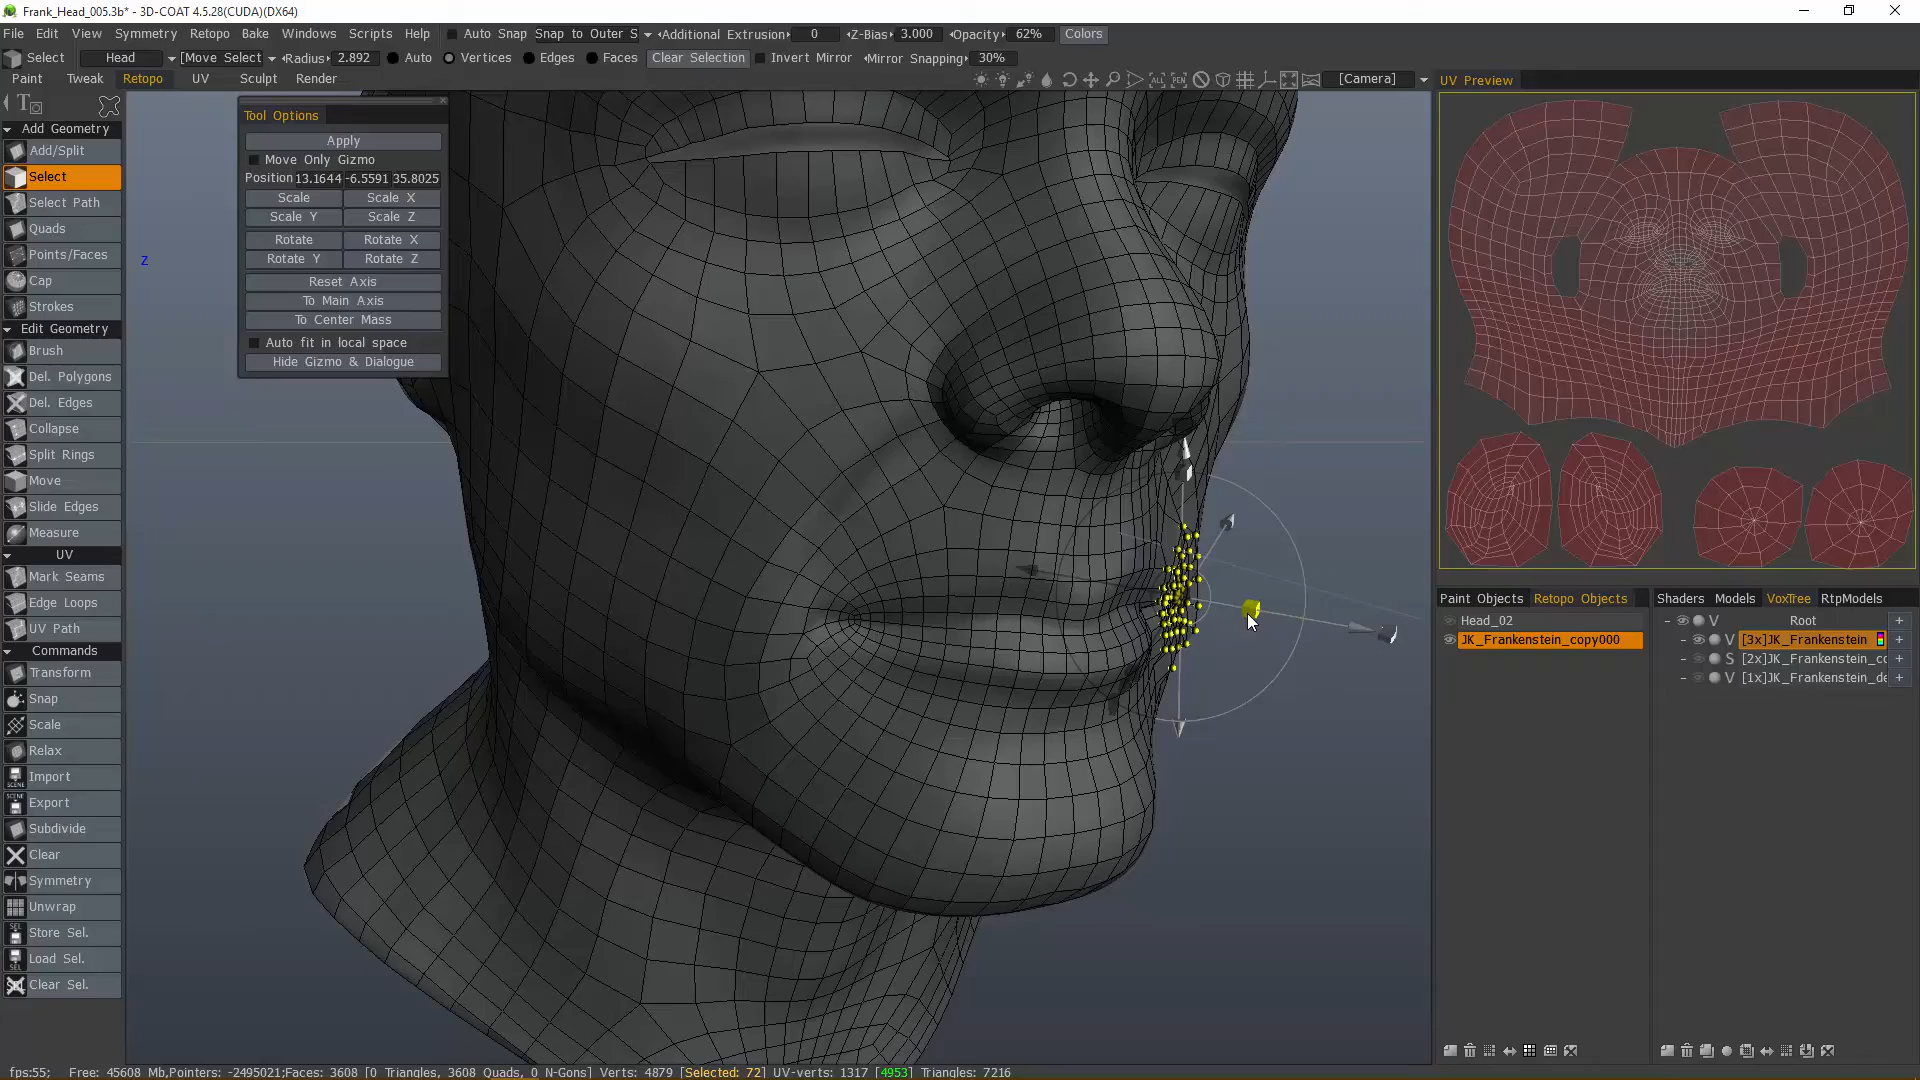 Frank_Head_005.3b* - 3D-COAT 4.5.28(CUDA)(DX64)
File Edit View Symmetry Retopo Bake Windows Scripts Help Auto Snap Snap to Outer S Additional Extrusion 0 Z-Bias 3.000 Opacity 62% Colors
Select Head [Move Select Radius 2.892 Auto Vertices Edges Faces Clear Selection Invert Mirror Mirror Snapping 30%
Paint Tweak Retopo UV Sculpt Render ALL PEN [Camera] UV Preview
T
Add Geometry
Add/Split
Select
Select Path
Quads
Points/Faces
Cap
Strokes
Edit Geometry
Brush
Del. Polygons
Del. Edges
Collapse
Split Rings
Move
Slide Edges
Measure
UV
Mark Seams
Edge Loops
UV Path
Commands
Transform
Snap
Scale
Relax
Import
Export
Subdivide
Clear
Symmetry
Unwrap
Store Sel.
Load Sel.
Clear Sel.
Tool Options
Apply
Move Only Gizmo
Position 13.1644 -6.5591 35.8025
Scale Scale X
Scale Y Scale Z
Rotate Rotate X
Rotate Y Rotate Z
Reset Axis
To Main Axis
To Center Mass
Auto fit in local space
Hide Gizmo & Dialogue
Z
Paint Objects Retopo Objects
Head_02
JK_Frankenstein_copy000
Shaders Models VoxTree RtpModels
V Root +
V [3x]JK_Frankenstein +
S [2x]JK_Frankenstein_co +
V [1x]JK_Frankenstein_de +
fps:55; Free: 45608 Mb,Pointers: -2495021;Faces: 3608 [0 Triangles, 3608 Quads, 0 N-Gons] Verts: 4879 [Selected: 72] UV-verts: 1317 [4953] Triangles: 7216